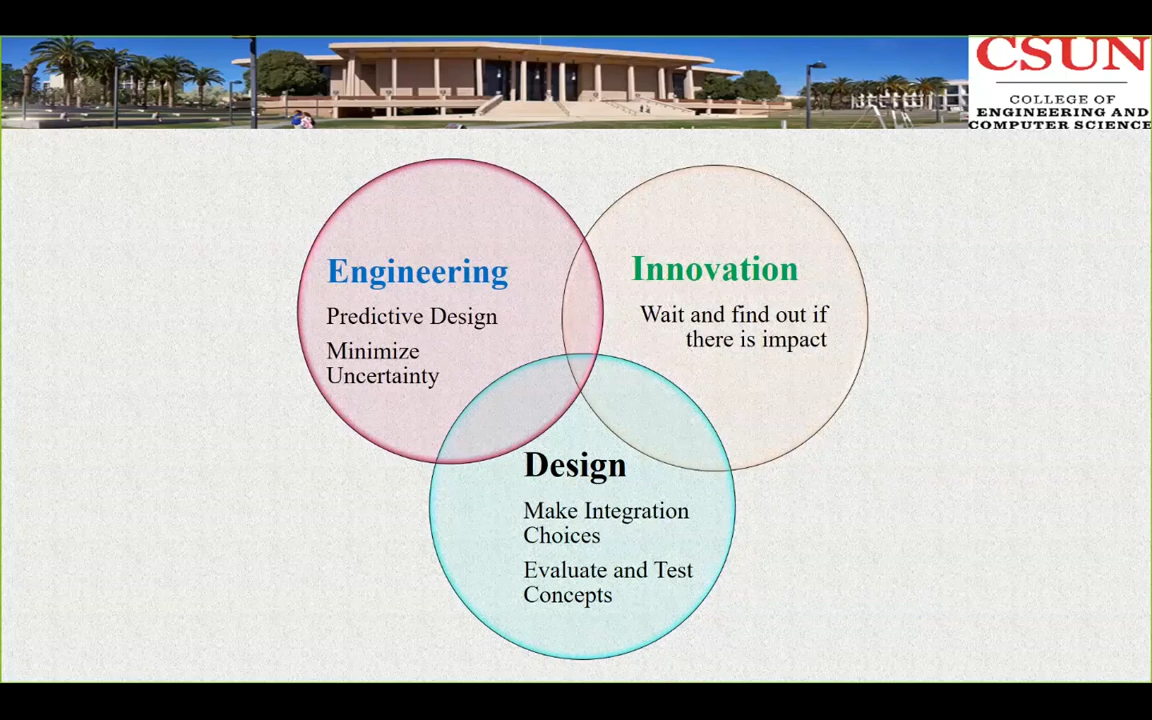 CSUN
COLLEGE OF
ENGINEERING AND
COMPUTER SCIENCE
Engineering
Predictive Design
Minimize
Uncertainty
Innovation
Wait and find out if
there is impact
Design
Make Integration
Choices
Evaluate and Test
Concepts